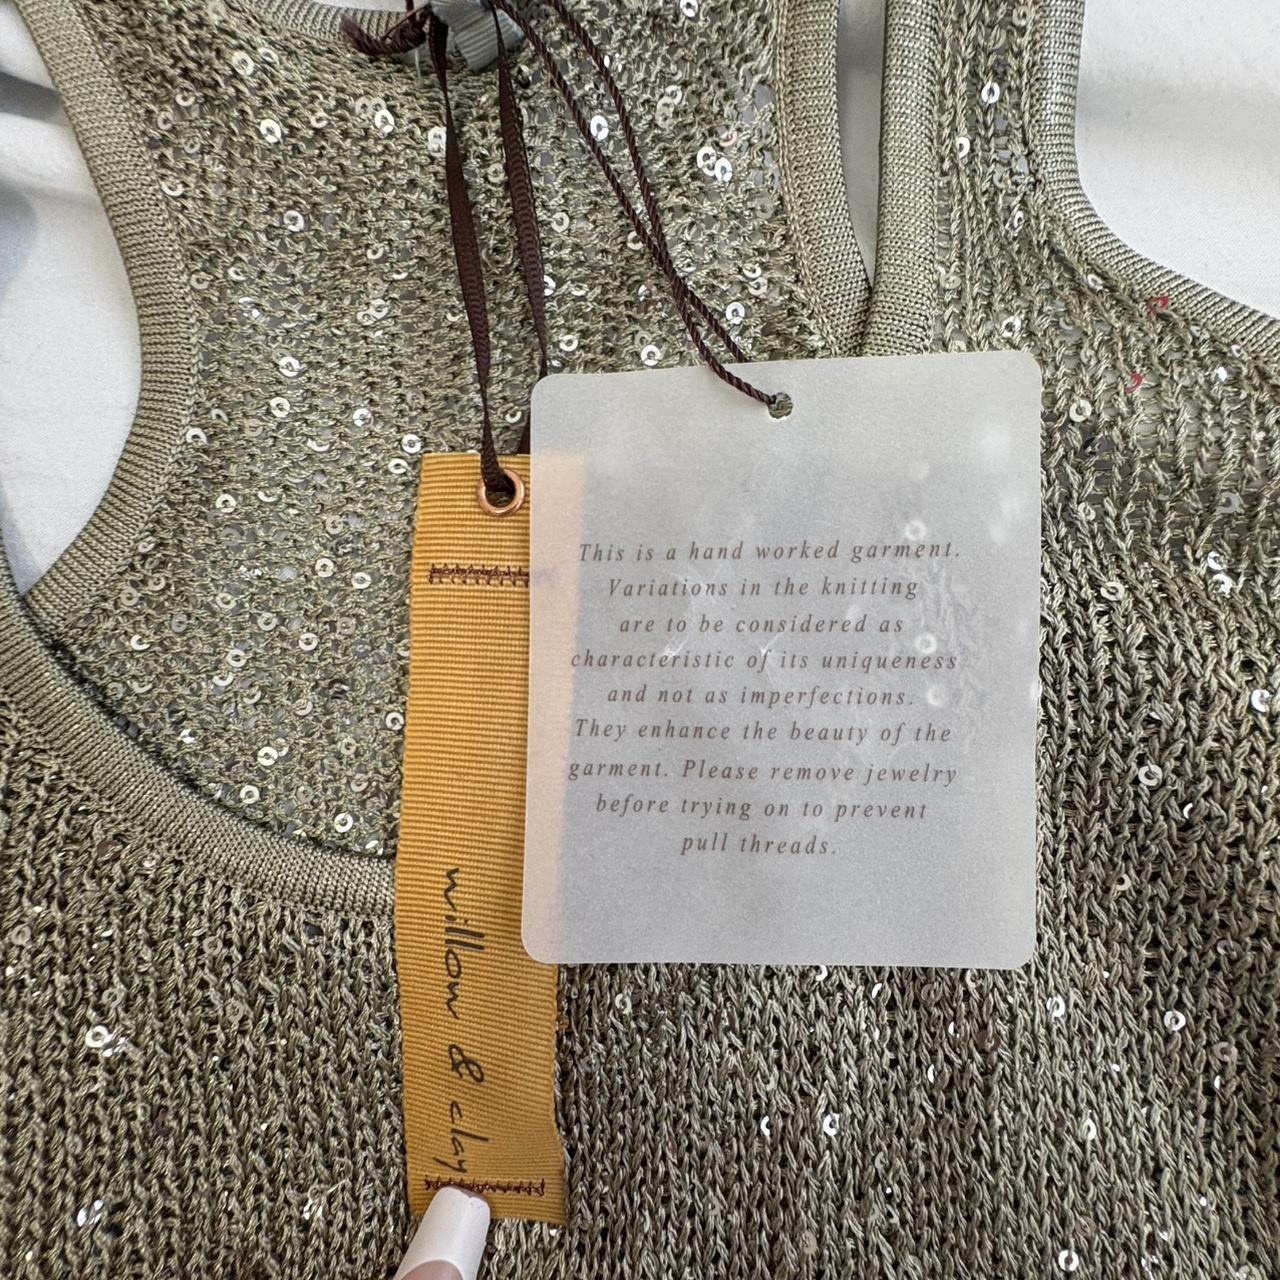 This is a hand worked garment.
Variations in the knitting
are to be considered as
characteristic of its uniqueness
and not as imperfections.
They enhance the beauty of the
garment. Please remove jewelry
before trying on to prevent
pull threads.
willow & clay